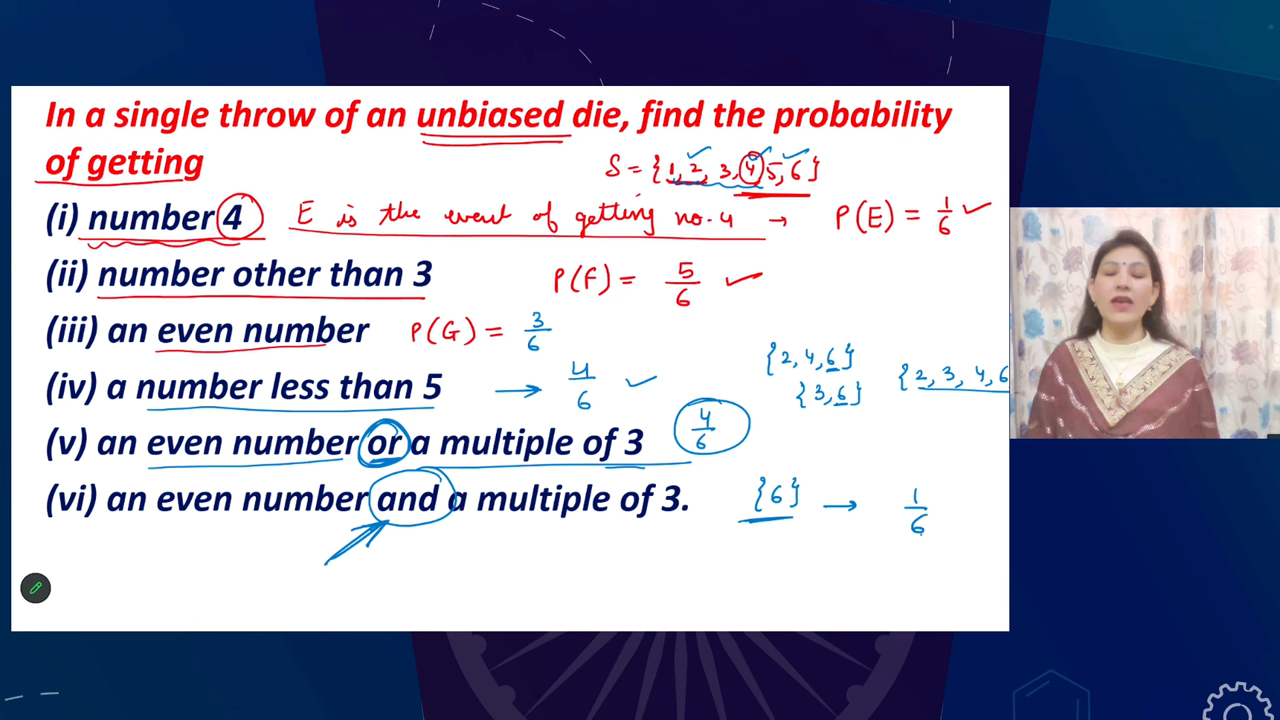 In a single throw of an unbiased die, find the probability
of getting S = {1, 2, 3, 4, 5, 6}
(i) number 4 E is the event of getting no. 4 → P(E) = 1/6 ✓
(ii) number other than 3 P(F) = 5/6 ✓
(iii) an even number P(G) = 3/6
{2, 4, 6}
(iv) a number less than 5 → 4/6 ✓ {3, 6} {2, 3, 4, 6
(v) an even number or a multiple of 3 4/6
(vi) an even number and a multiple of 3. {6} → 1/6